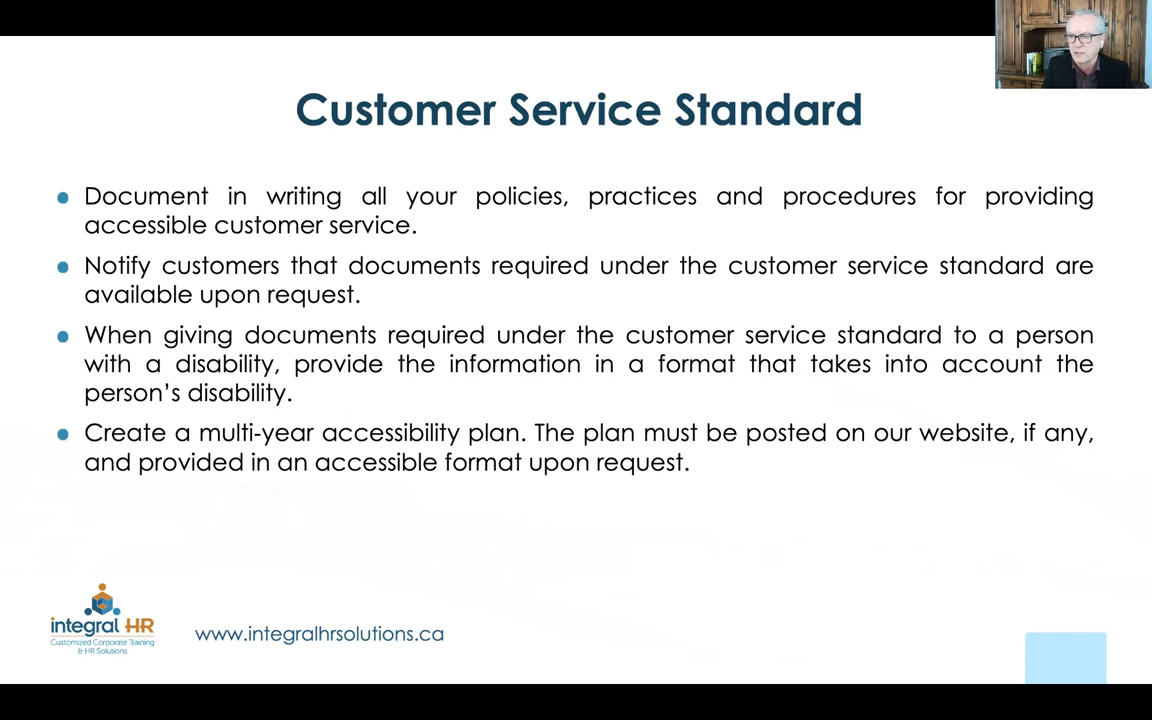 Customer Service Standard
● Document in writing all your policies, practices and procedures for providing
accessible customer service.
● Notify customers that documents required under the customer service standard are
available upon request.
● When giving documents required under the customer service standard to a person
with a disability, provide the information in a format that takes into account the
person's disability.
● Create a multi-year accessibility plan. The plan must be posted on our website, if any,
and provided in an accessible format upon request.
integral HR
Customized Corporate Training
& HR Solutions
www.integralhrsolutions.ca